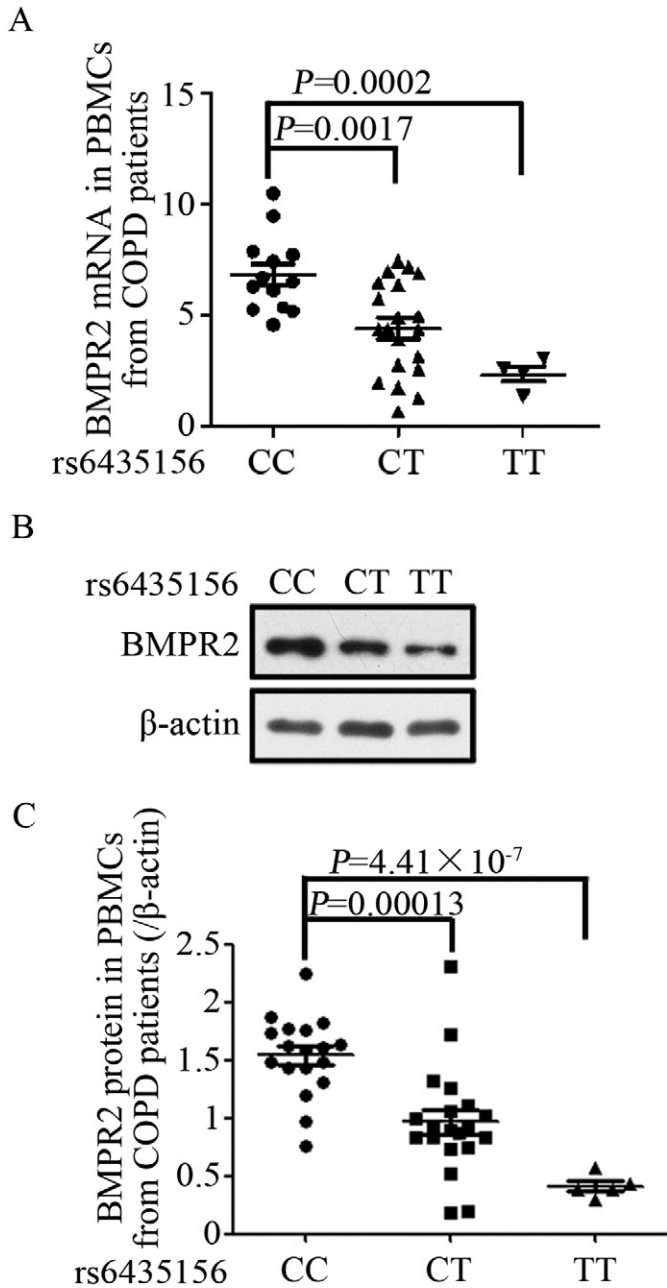 A
BMPR2 mRNA in PBMCs
from COPD patients
P=0.0002
P=0.0017
15
10
5
0
rs6435156 CC CT TT
B
rs6435156 CC CT TT
BMPR2
β-actin
C
BMPR2 protein in PBMCs
from COPD patients (/β-actin)
P=4.41×10⁻⁷
P=0.00013
2.5
2
1.5
1
0.5
0
rs6435156 CC CT TT